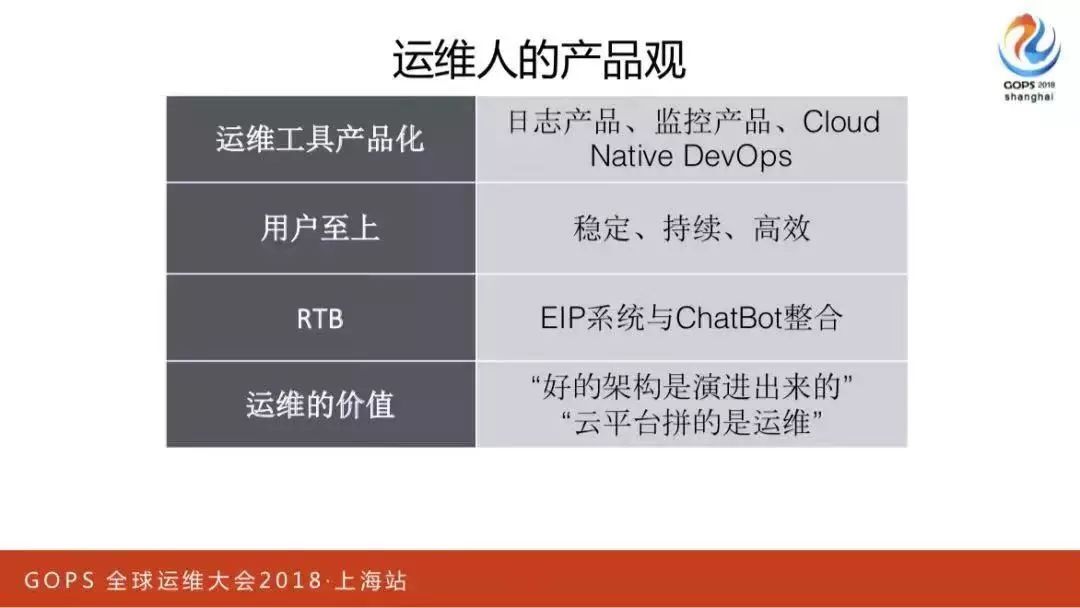 运维人的产品观
GOPS 2018
shanghai
运维工具产品化
日志产品、监控产品、Cloud
Native DevOps
用户至上
稳定、持续、高效
RTB
EIP系统与ChatBot整合
运维的价值
“好的架构是演进出来的”
“云平台拼的是运维”
GOPS 全球运维大会2018·上海站